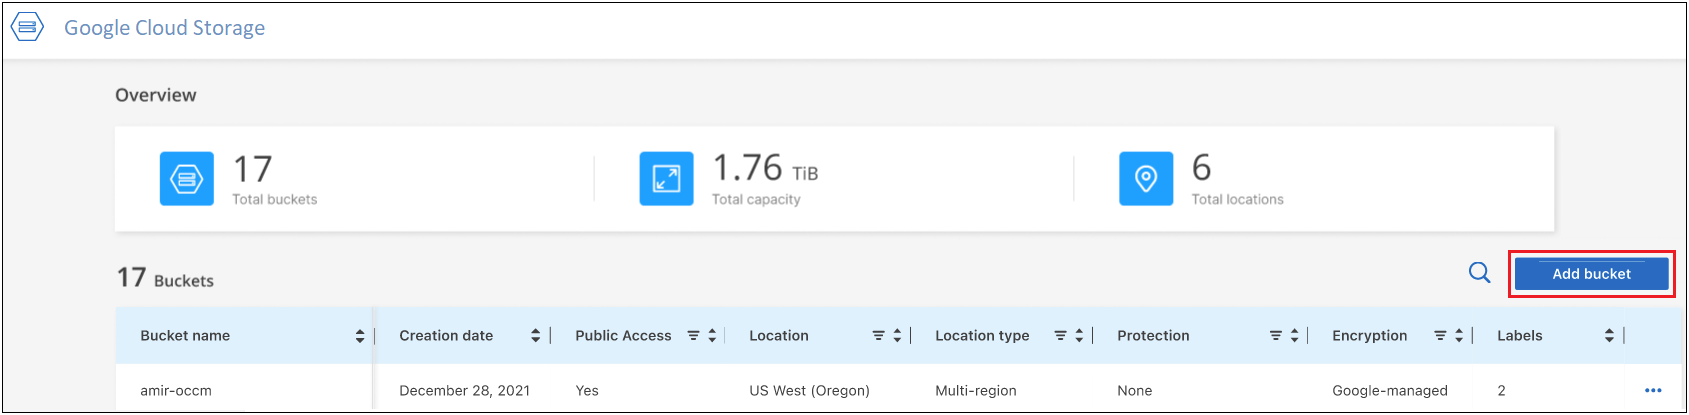 Google Cloud Storage
Overview
17
Total buckets
1.76 TiB
Total capacity
6
Total locations
17 Buckets
Add bucket
Bucket name Creation date Public Access Location Location type Protection Encryption Labels
amir-occm December 28, 2021 Yes US West (Oregon) Multi-region None Google-managed 2